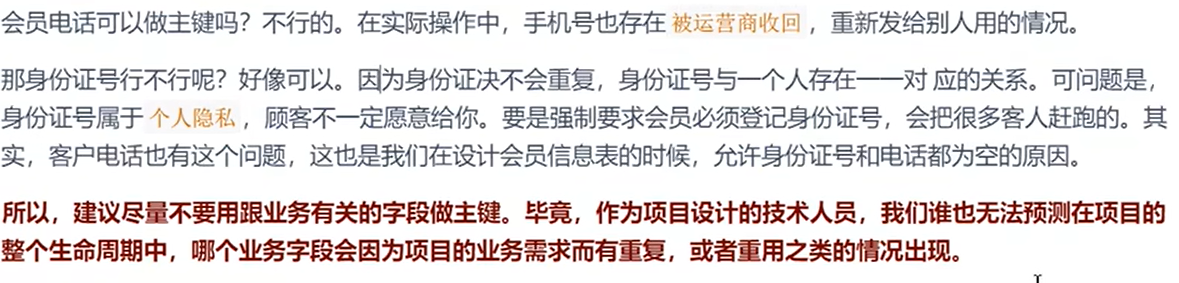 会员电话可以做主键吗？不行的。在实际操作中，手机号也存在 被运营商收回 ，重新发给别人用的情况。
那身份证号行不行呢？好像可以。因为身份证决不会重复，身份证号与一个人存在一一对 应的关系。可问题是，
身份证号属于 个人隐私 ，顾客不一定愿意给你。要是强制要求会员必须登记身份证号，会把很多客人赶跑的。其
实，客户电话也有这个问题，这也是我们在设计会员信息表的时候，允许身份证号和电话都为空的原因。
所以，建议尽量不要用跟业务有关的字段做主键。毕竟，作为项目设计的技术人员，我们谁也无法预测在项目的
整个生命周期中，哪个业务字段会因为项目的业务需求而有重复，或者重用之类的情况出现。